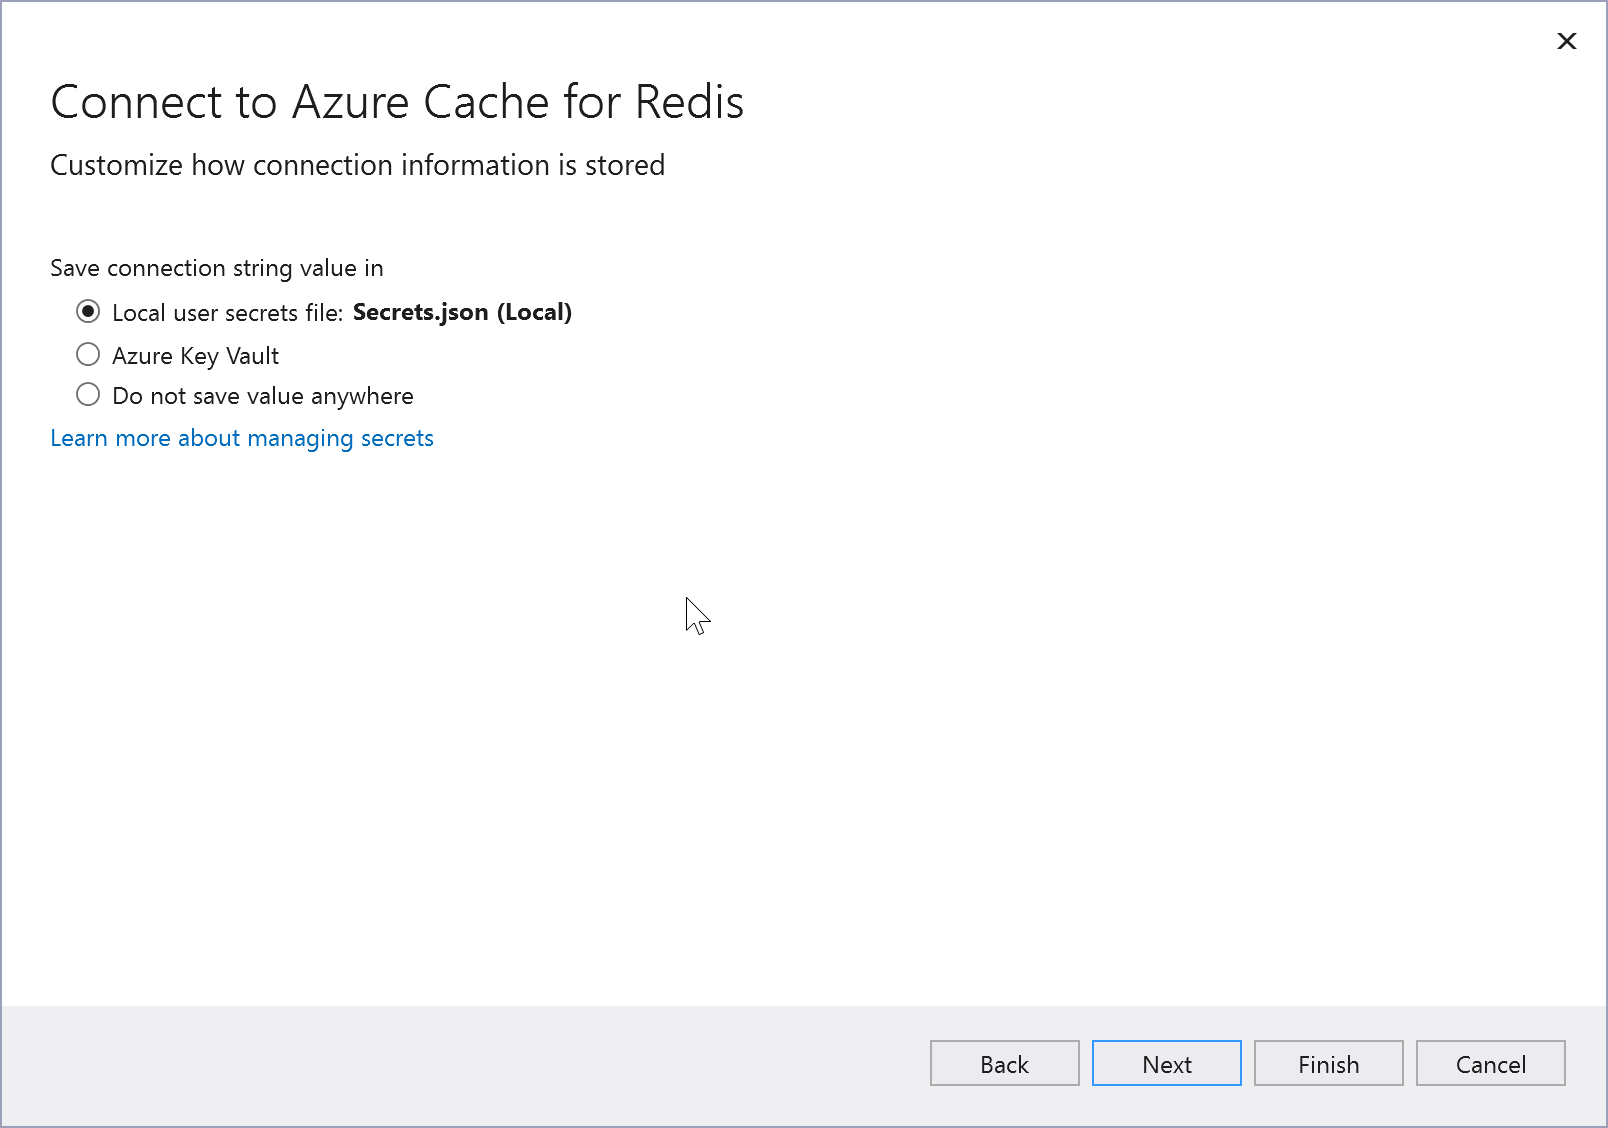 Connect to Azure Cache for Redis
Customize how connection information is stored
Save connection string value in
Local user secrets file: Secrets.json (Local)
Azure Key Vault
Do not save value anywhere
Learn more about managing secrets
Back Next Finish Cancel